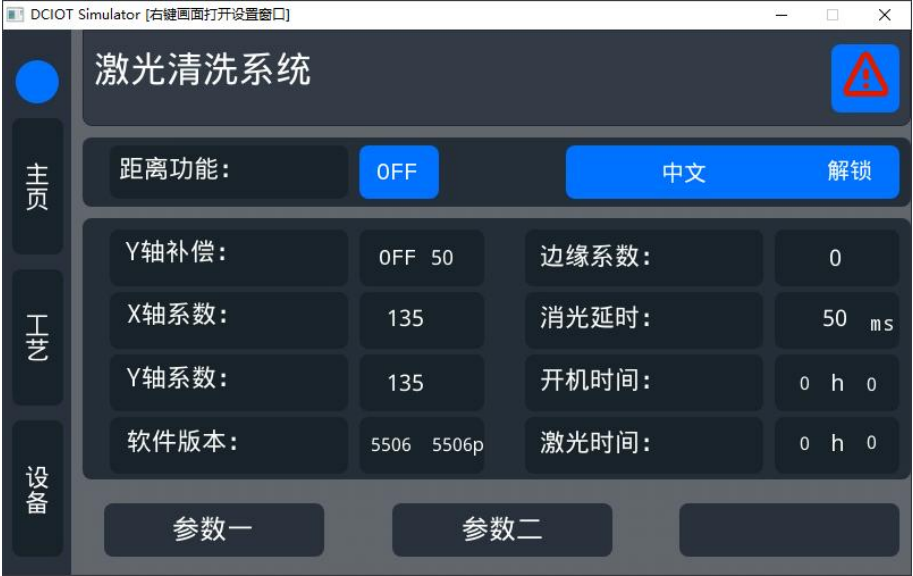 DCIOT Simulator [右键画面打开设置窗口]
激光清洗系统
主页
工艺
设备
距离功能: OFF 中文 解锁
Y轴补偿: OFF 50 边缘系数: 0
X轴系数: 135 消光延时: 50 ms
Y轴系数: 135 开机时间: 0 h 0
软件版本: 5506 5506p 激光时间: 0 h 0
参数一 参数二